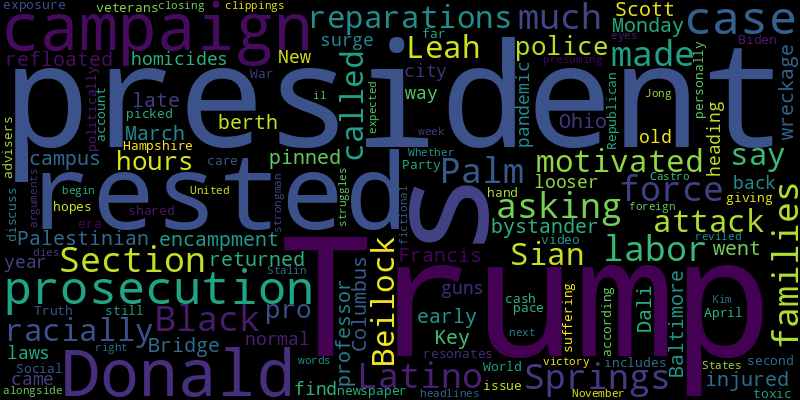 exposure veterans closing clippings
campaign reparations much Scott case
Monday
refloated homicides surge far Leah police made eyes Biden
president
New called city way pandemic Ohio presuming Republican personally wreckage
politically account late picked War il expected Jong
March berth week old heading
advisers campus Hampshire hours care pinned Whether Party Palm motivated say
rested
arguments begin United strongman struggles looser hand Castro force back giving
discuss hopes shared fictional s asking foreign families
era bystander attack reviled
Palestinian encampment video labor went
dies Section returned Francis Sian
year Stalin Trump
prosecution Columbus Beilock guns cash pace suffering according Dali Baltimore Kim April
Truth still pro early next
racially Black professor Key
laws Bridge normal resonates
Social right words World victory issue includes States second
came Donald find Latino Springs injured
alongside newspaper headlines November toxic